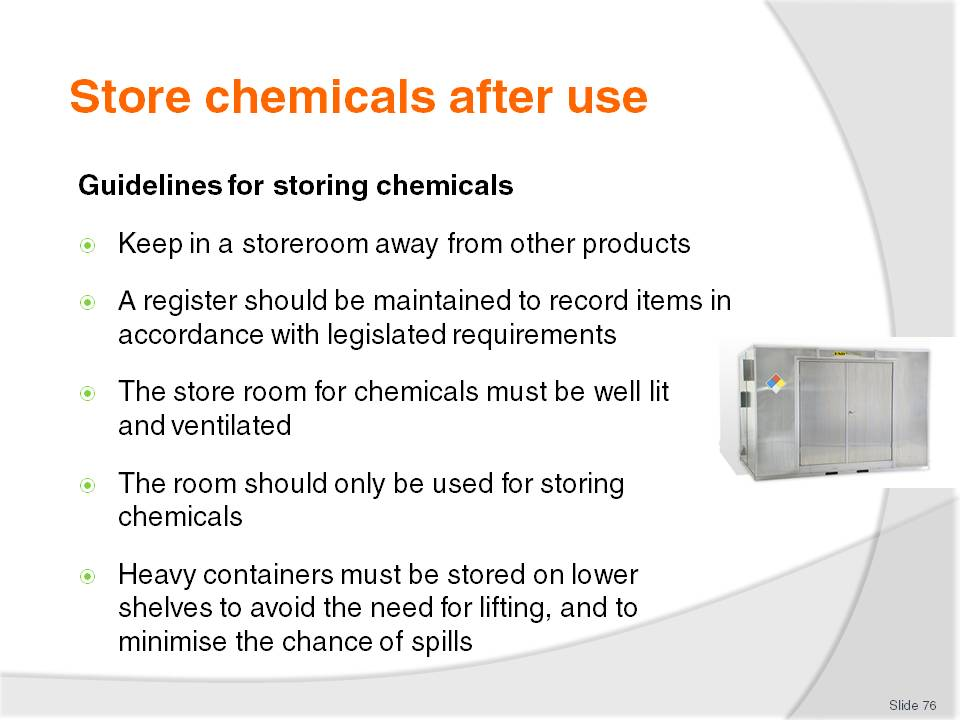 Store chemicals after use
Guidelines for storing chemicals
Keep in a storeroom away from other products
A register should be maintained to record items in
accordance with legislated requirements
The store room for chemicals must be well lit
and ventilated
The room should only be used for storing
chemicals
Heavy containers must be stored on lower
shelves to avoid the need for lifting, and to
minimise the chance of spills
Slide 76